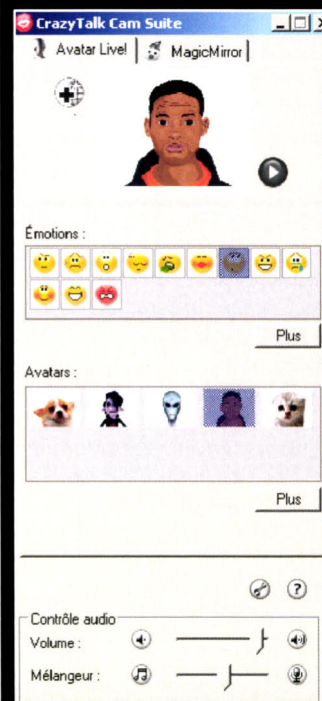 CrazyTalk Cam Suite
Avatar Live! MagicMirror
Émotions :
Plus
Avatars :
Plus
?
Contrôle audio
Volume :
Mélangeur :